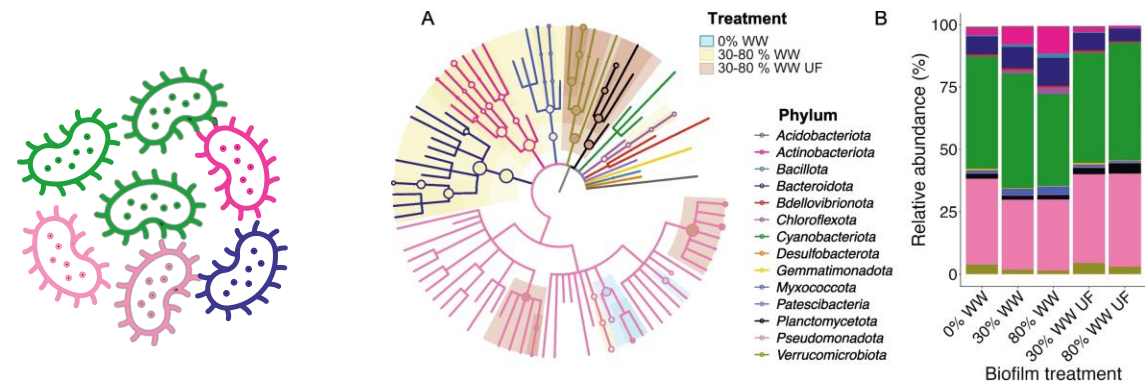 A
Treatment
0% WW
30-80 % WW
30-80 % WW UF
Phylum
Acidobacteriota
Actinobacteriota
Bacillota
Bacteroidota
Bdellovibrionota
Chloroflexota
Cyanobacteriota
Desulfobacterota
Gemmatimonadota
Myxococcota
Patescibacteria
Planctomycetota
Pseudomonadota
Verrucomicrobiota
B
Relative abundance (%)
100
75
50
25
0
0% WW
30% WW
80% WW
30% WW UF
80% WW UF
Biofilm treatment